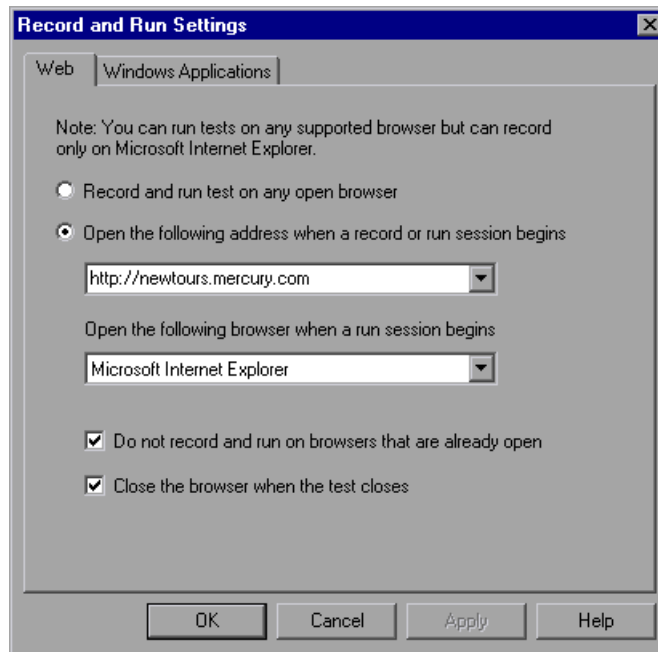 Record and Run Settings
Web
Windows Applications
Note: You can run tests on any supported browser but can record
only on Microsoft Internet Explorer.
Record and run test on any open browser
Open the following address when a record or run session begins
http://newtours.mercury.com
Open the following browser when a run session begins
Microsoft Internet Explorer
Do not record and run on browsers that are already open
Close the browser when the test closes
OK
Cancel
Apply
Help